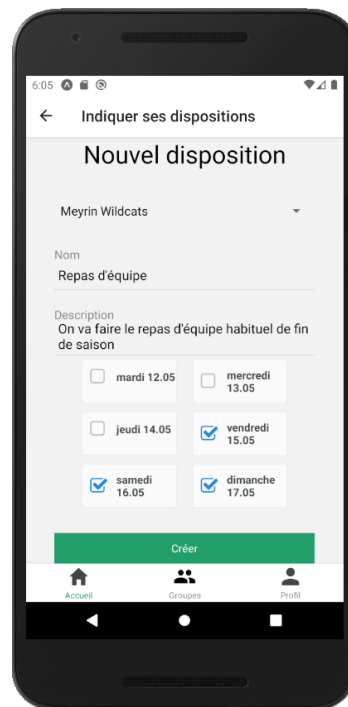 6:05
Indiquer ses dispositions
Nouvel disposition
Meyrin Wildcats
Nom
Repas d'équipe
Description
On va faire le repas d'équipe habituel de fin
de saison
mardi 12.05
mercredi
13.05
jeudi 14.05
vendredi
15.05
samedi
16.05
dimanche
17.05
Créer
Accueil
Groupes
Profil